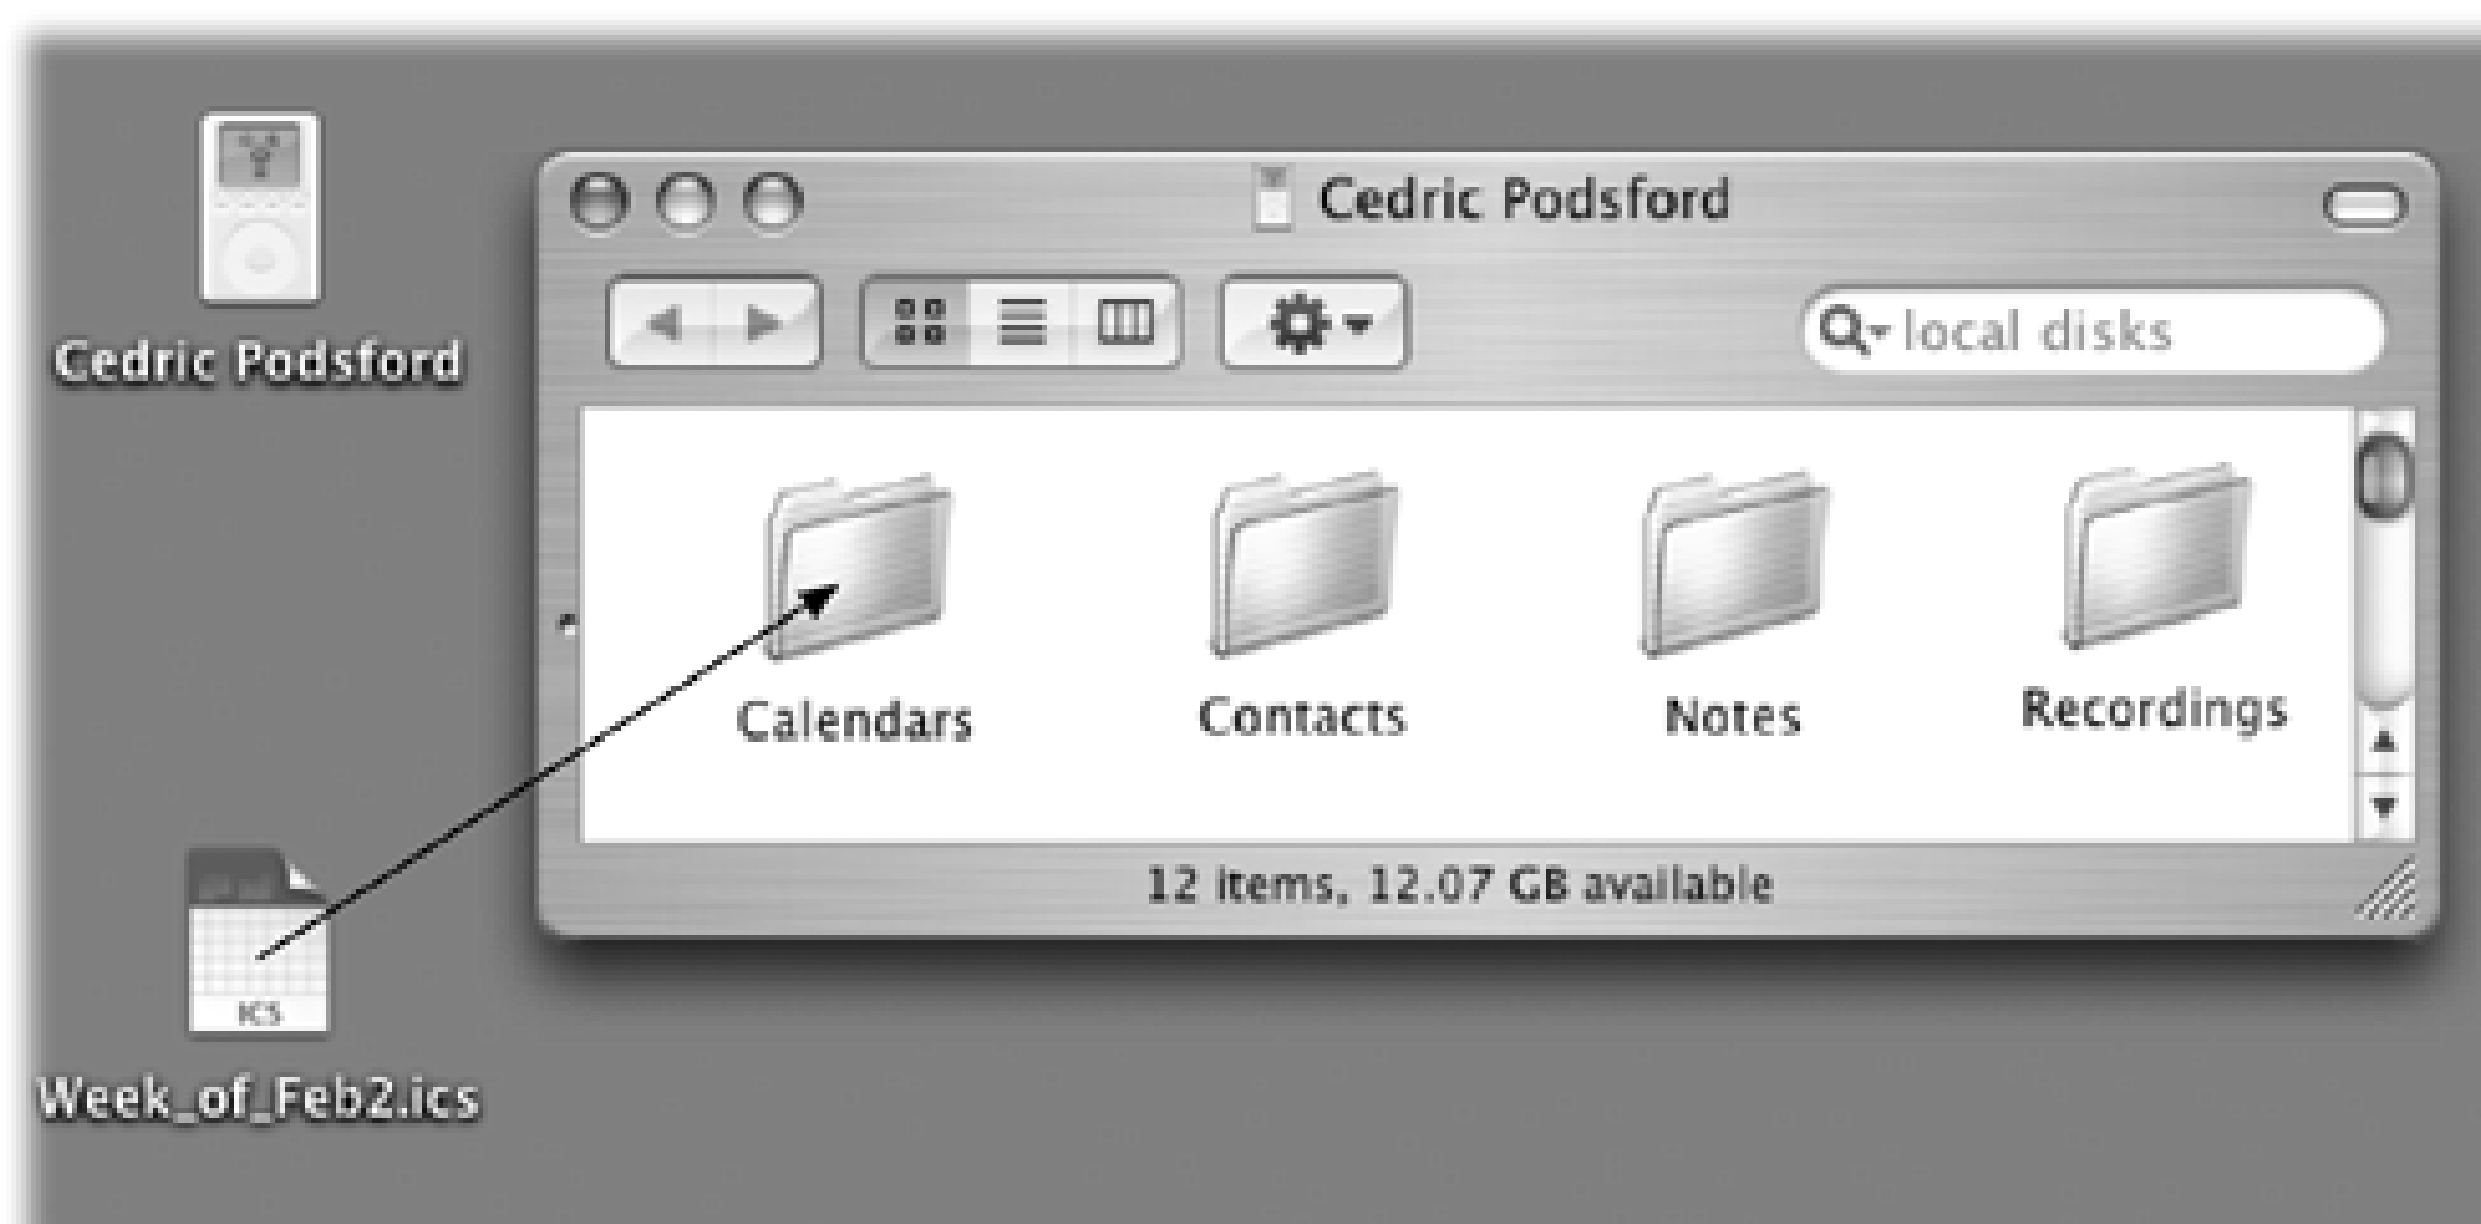 Cedric Podsford
Cedric Podsford
local disks
Calendars
Contacts
Notes
Recordings
12 items, 12.07 GB available
ICS
Week_of_Feb2.ics